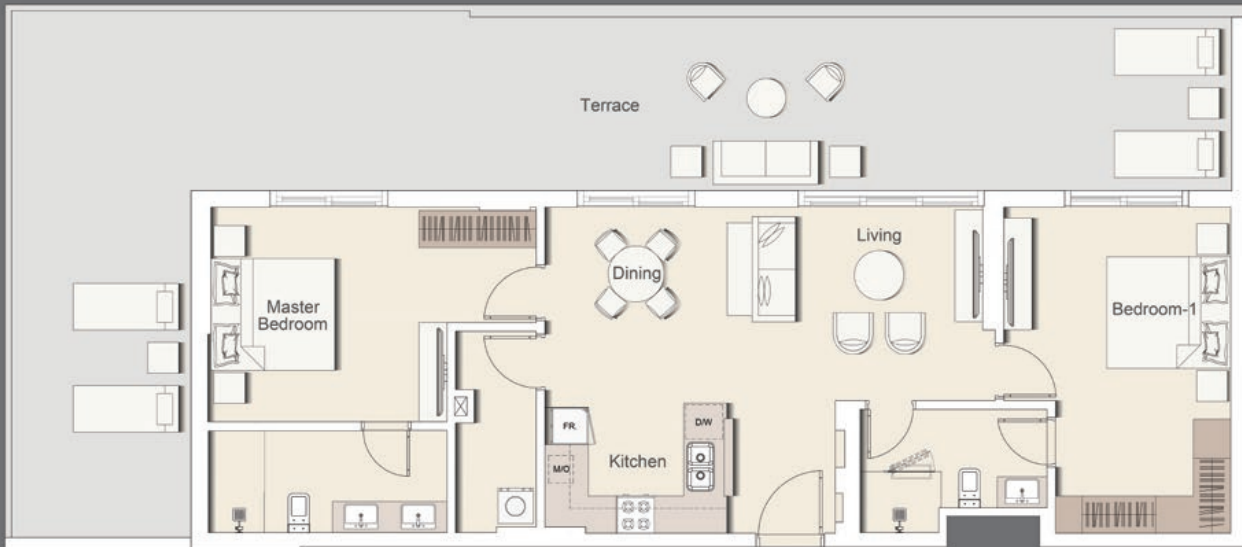 Terrace
Living
Dining
Master
Bedroom
Bedroom-1
FR.
D/W
Kitchen
M/O